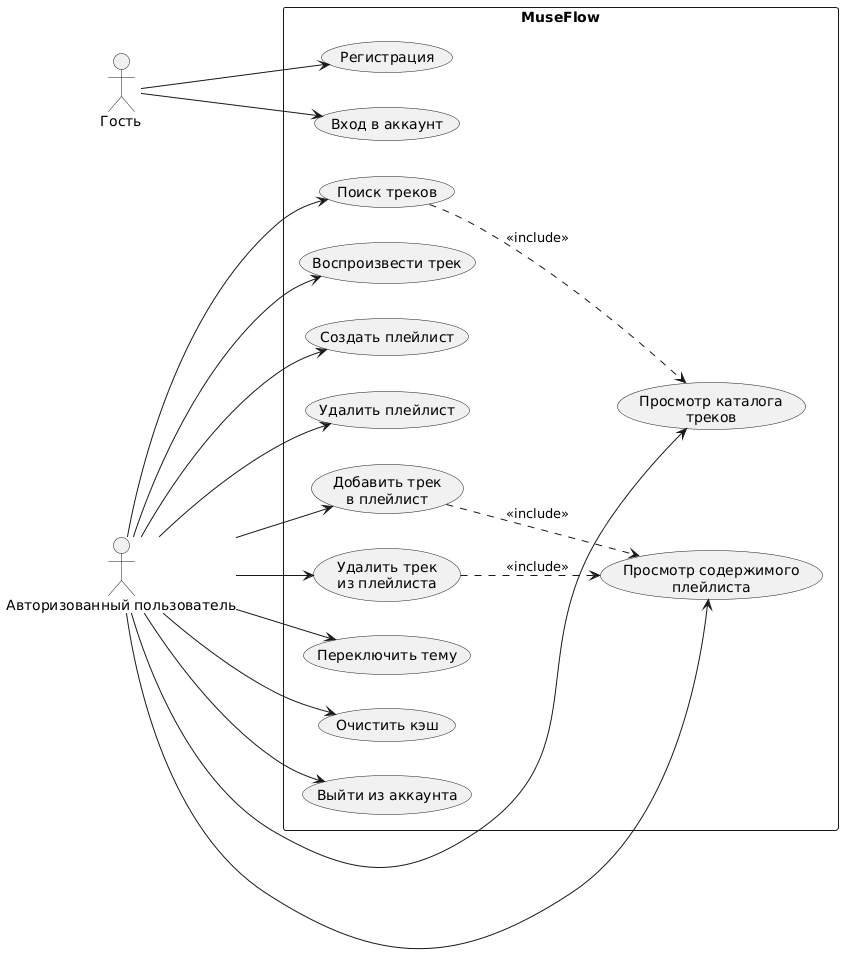 MuseFlow
Регистрация
Гость
Вход в аккаунт
Поиск треков
«include»
Воспроизвести трек
Создать плейлист
Удалить плейлист
Просмотр каталога
треков
Добавить трек
в плейлист
«include»
Удалить трек
из плейлиста
«include»
Просмотр содержимого
плейлиста
Авторизованный пользователь
Переключить тему
Очистить кэш
Выйти из аккаунта